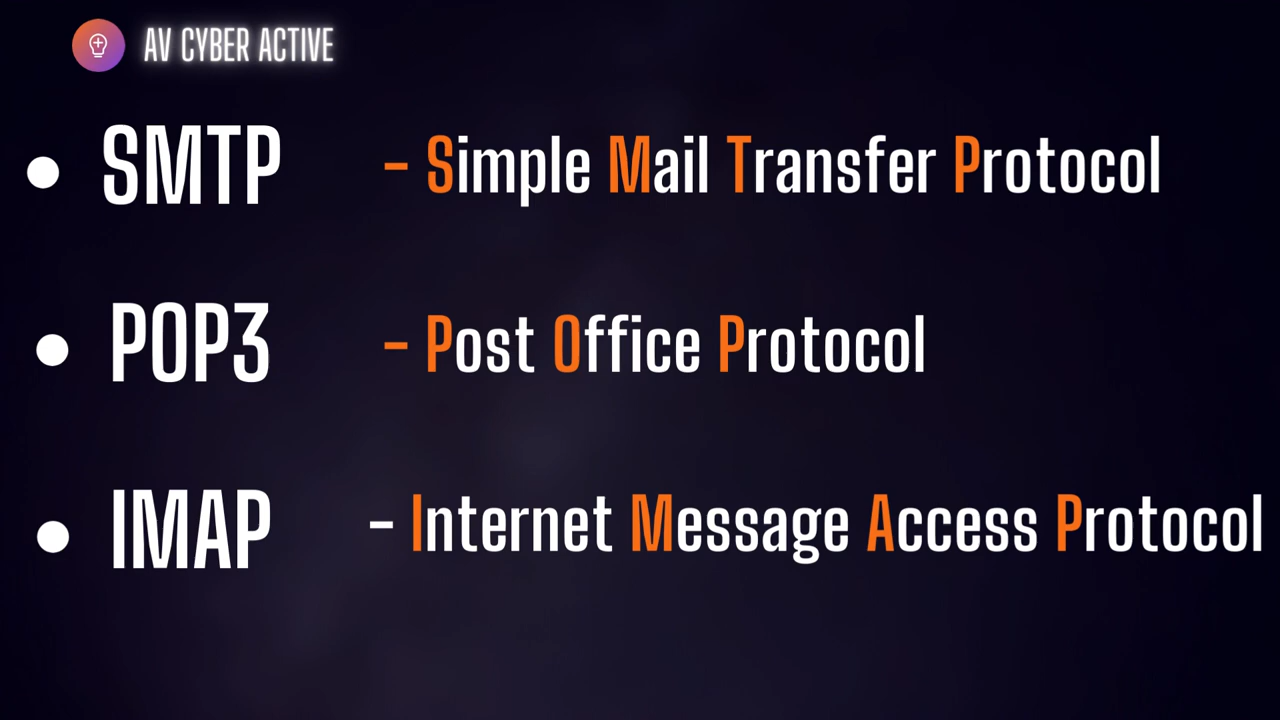 AV CYBER ACTIVE
• SMTP - Simple Mail Transfer Protocol
• POP3 - Post Office Protocol
• IMAP - Internet Message Access Protocol